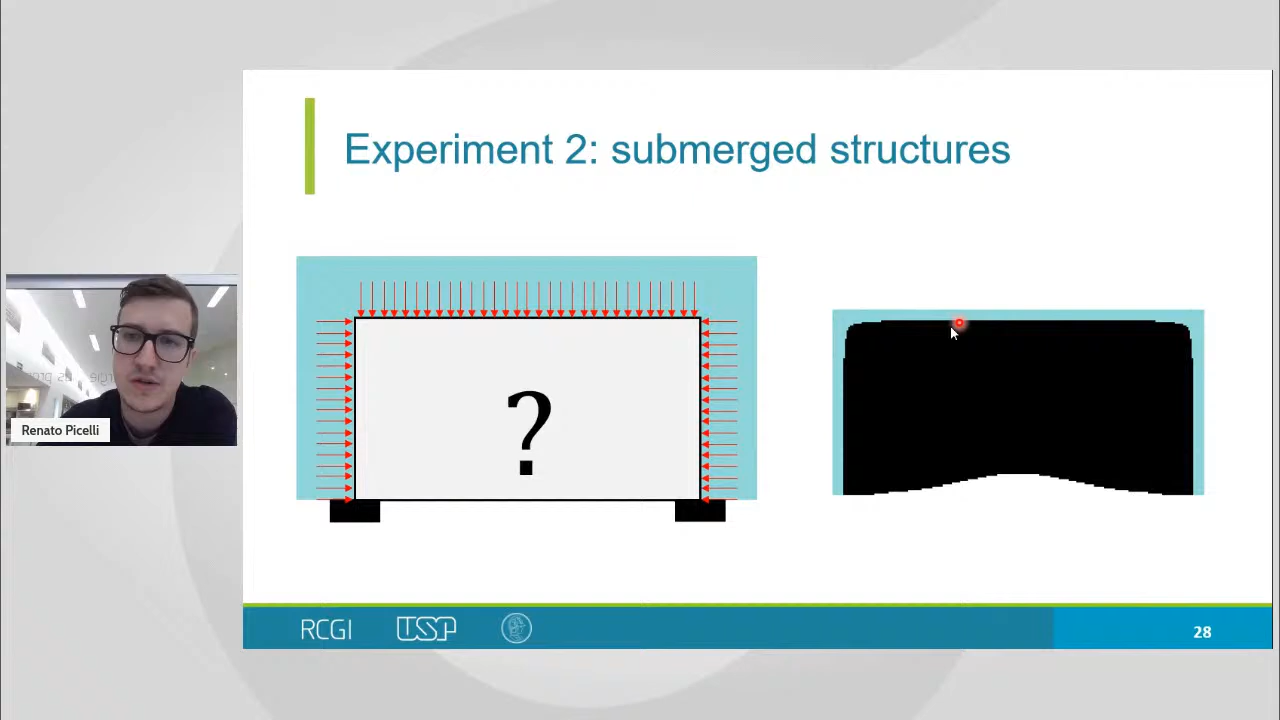 Experiment 2: submerged structures
?
Renato Picelli
RCGI
USP
28